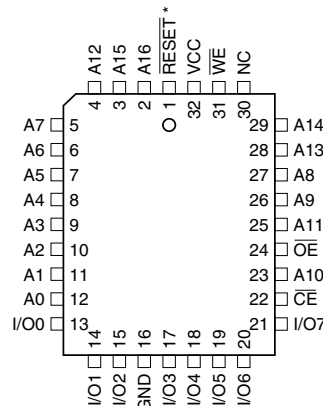 A12
A15
A16
RESET *
VCC
WE
NC
4
3
2
1
32
31
30
A7 5
A6 6
A5 7
A4 8
A3 9
A2 10
A1 11
A0 12
I/O0 13
29 A14
28 A13
27 A8
26 A9
25 A11
24 OE
23 A10
22 CE
21 I/O7
14
15
16
17
18
19
20
I/O1
I/O2
GND
I/O3
I/O4
I/O5
I/O6